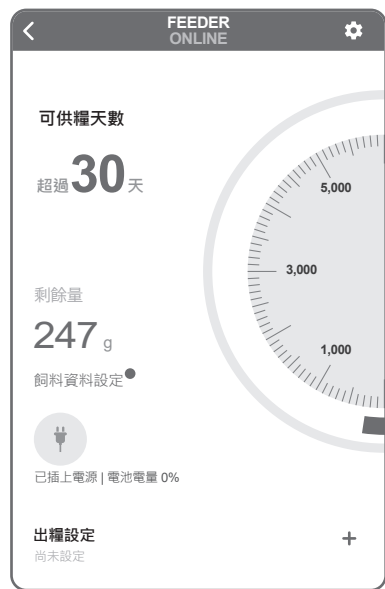 FEEDER
ONLINE
可供糧天數
超過30天
5,000
3,000
剩餘量
247 g
1,000
飼料資料設定
已插上電源 | 電池電量 0%
出糧設定
+
尚未設定